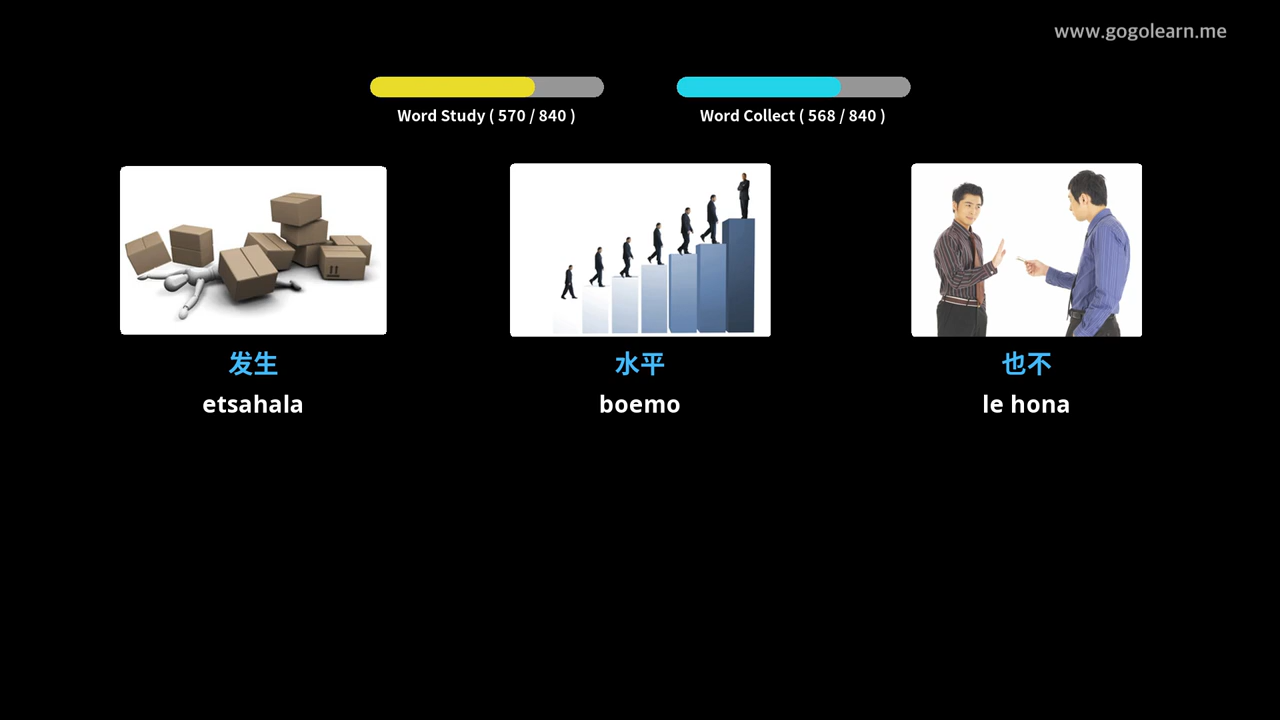 www.gogolearn.me
Word Study ( 570 / 840 )
Word Collect ( 568 / 840 )
发生
水平
也不
etsahala
boemo
le hona